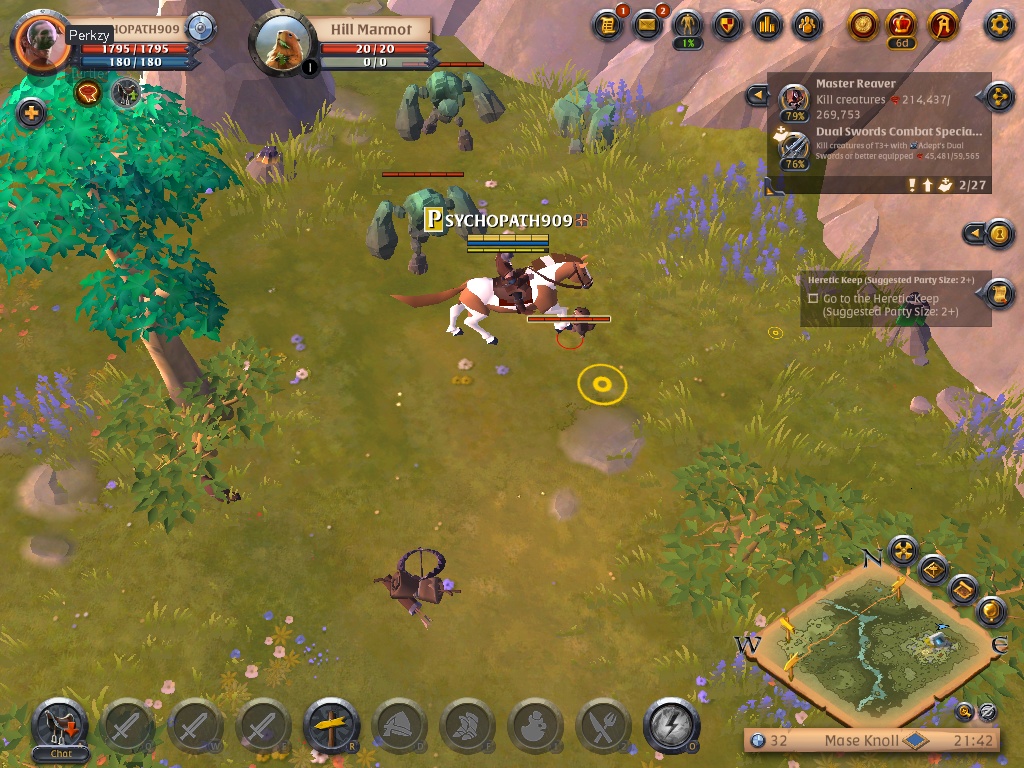 Perkzy
HOPATH909
1795/1795
180/180
Hill Marmot
20/20
0/0
I
1
2
1%
6d
Master Reaver
Kill creatures 214,437/
269,753
79%
Dual Swords Combat Specia...
Kill creatures of T3+ with Adept's Dual
Swords or better equipped 45,481/59,565
76%
2/27
PSYCHOPATH909
Heretic Keep (Suggested Party Size: 2+)
Go to the Heretic Keep
(Suggested Party Size: 2+)
N
W
E
Chat
Q
W
E
R
D
F
O
32
Mase Knoll
21:42